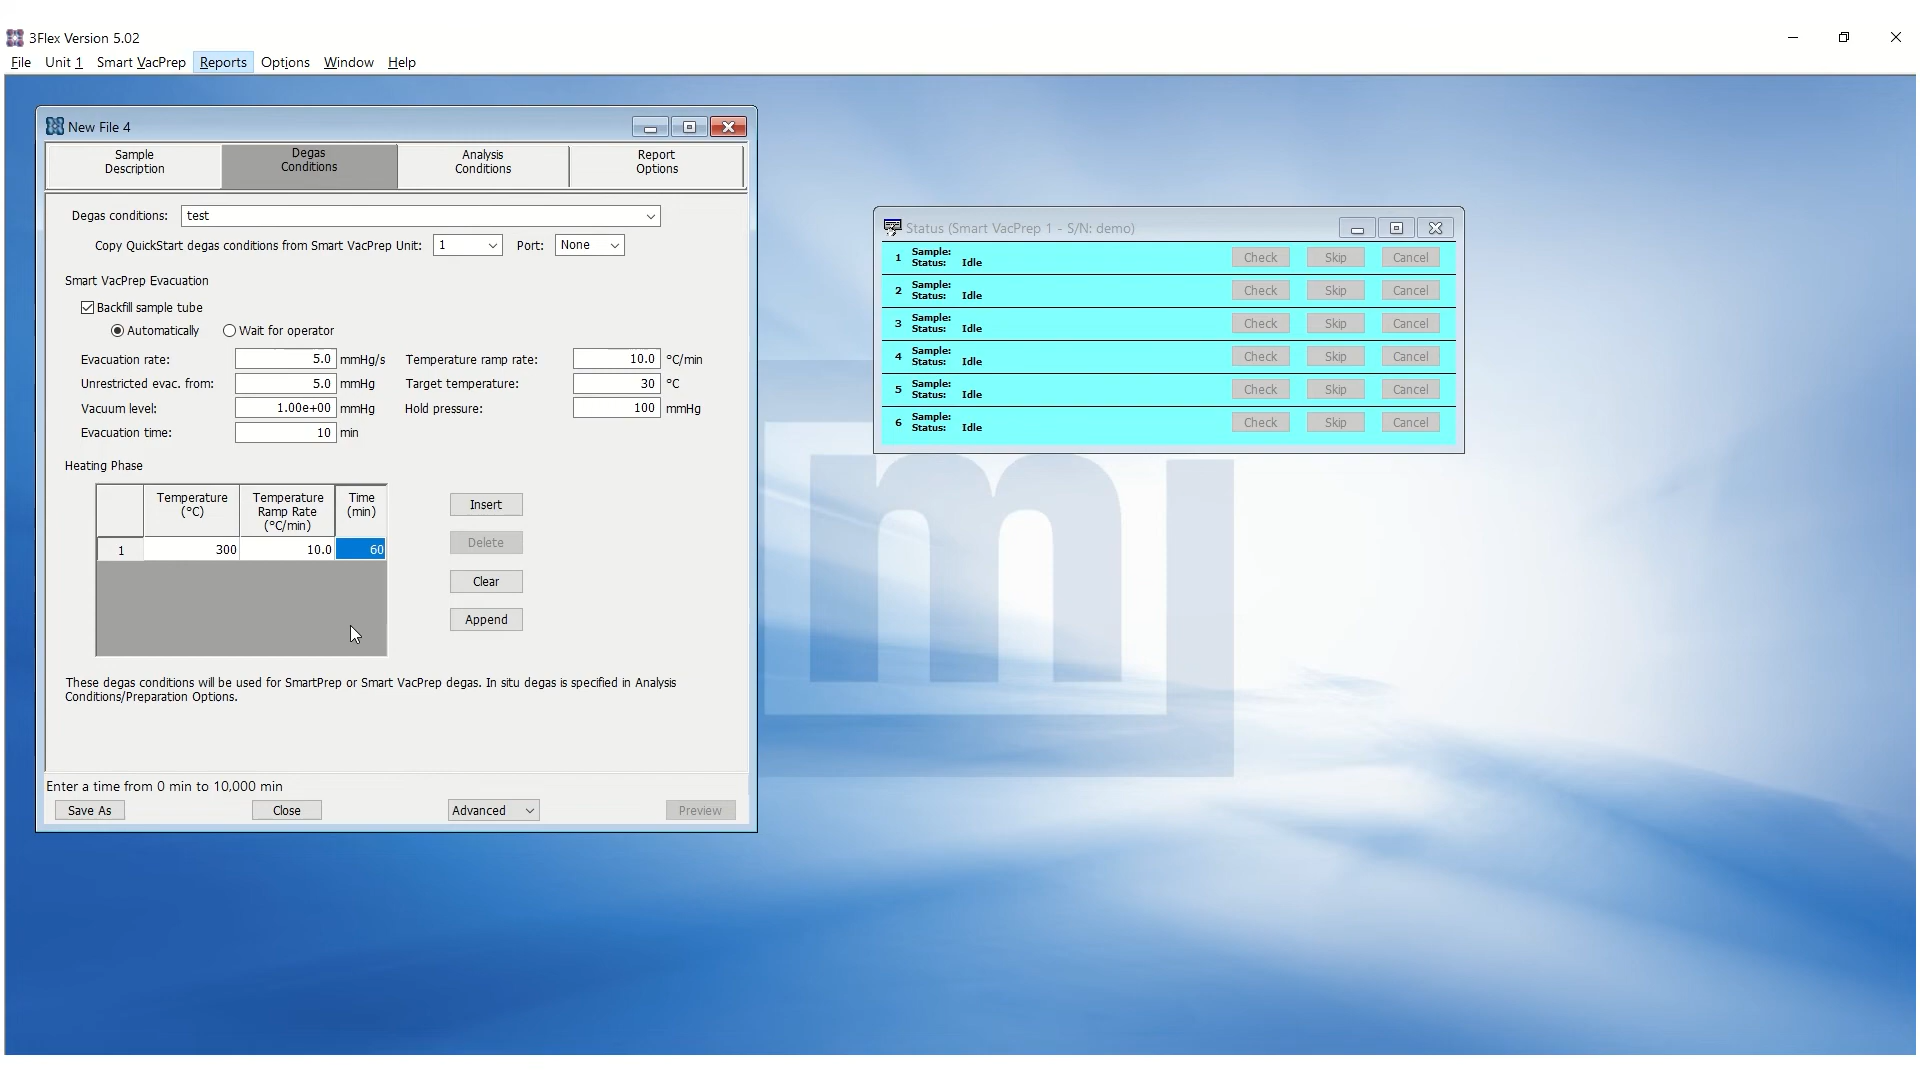 3Flex Version 5.02
File Unit 1 Smart VacPrep Reports Options Window Help
New File 4
Sample Description
Degas Conditions
Analysis Conditions
Report Options
Degas conditions: test
Copy QuickStart degas conditions from Smart VacPrep Unit: 1 Port: None
Smart VacPrep Evacuation
Backfill sample tube
Automatically Wait for operator
Evacuation rate: 5.0 mmHg/s Temperature ramp rate: 10.0 °C/min
Unrestricted evac. from: 5.0 mmHg Target temperature: 30 °C
Vacuum level: 1.00e+00 mmHg Hold pressure: 100 mmHg
Evacuation time: 10 min
Heating Phase
Temperature (°C)
Temperature Ramp Rate (°C/min)
Time (min)
1 300 10.0 60
Insert
Delete
Clear
Append
These degas conditions will be used for SmartPrep or Smart VacPrep degas. In situ degas is specified in Analysis
Conditions/Preparation Options.
Enter a time from 0 min to 10,000 min
Save As Close Advanced Preview
Status (Smart VacPrep 1 - S/N: demo)
1 Sample:
Status: Idle Check Skip Cancel
2 Sample:
Status: Idle Check Skip Cancel
3 Sample:
Status: Idle Check Skip Cancel
4 Sample:
Status: Idle Check Skip Cancel
5 Sample:
Status: Idle Check Skip Cancel
6 Sample:
Status: Idle Check Skip Cancel
mi